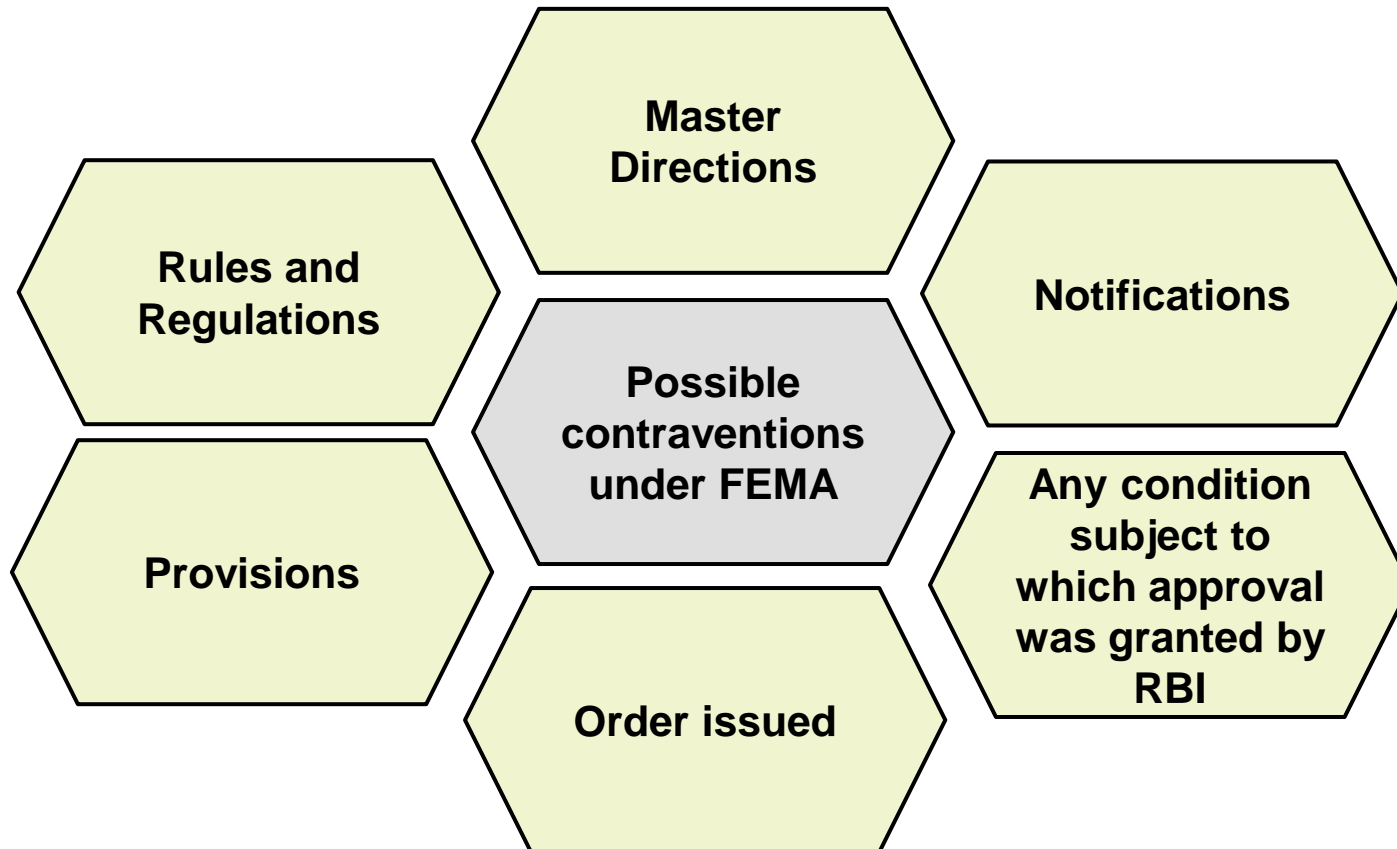 Master
Directions
Rules and
Regulations
Notifications
Possible
contraventions
under FEMA
Provisions
Any condition
subject to
which approval
was granted by
RBI
Order issued